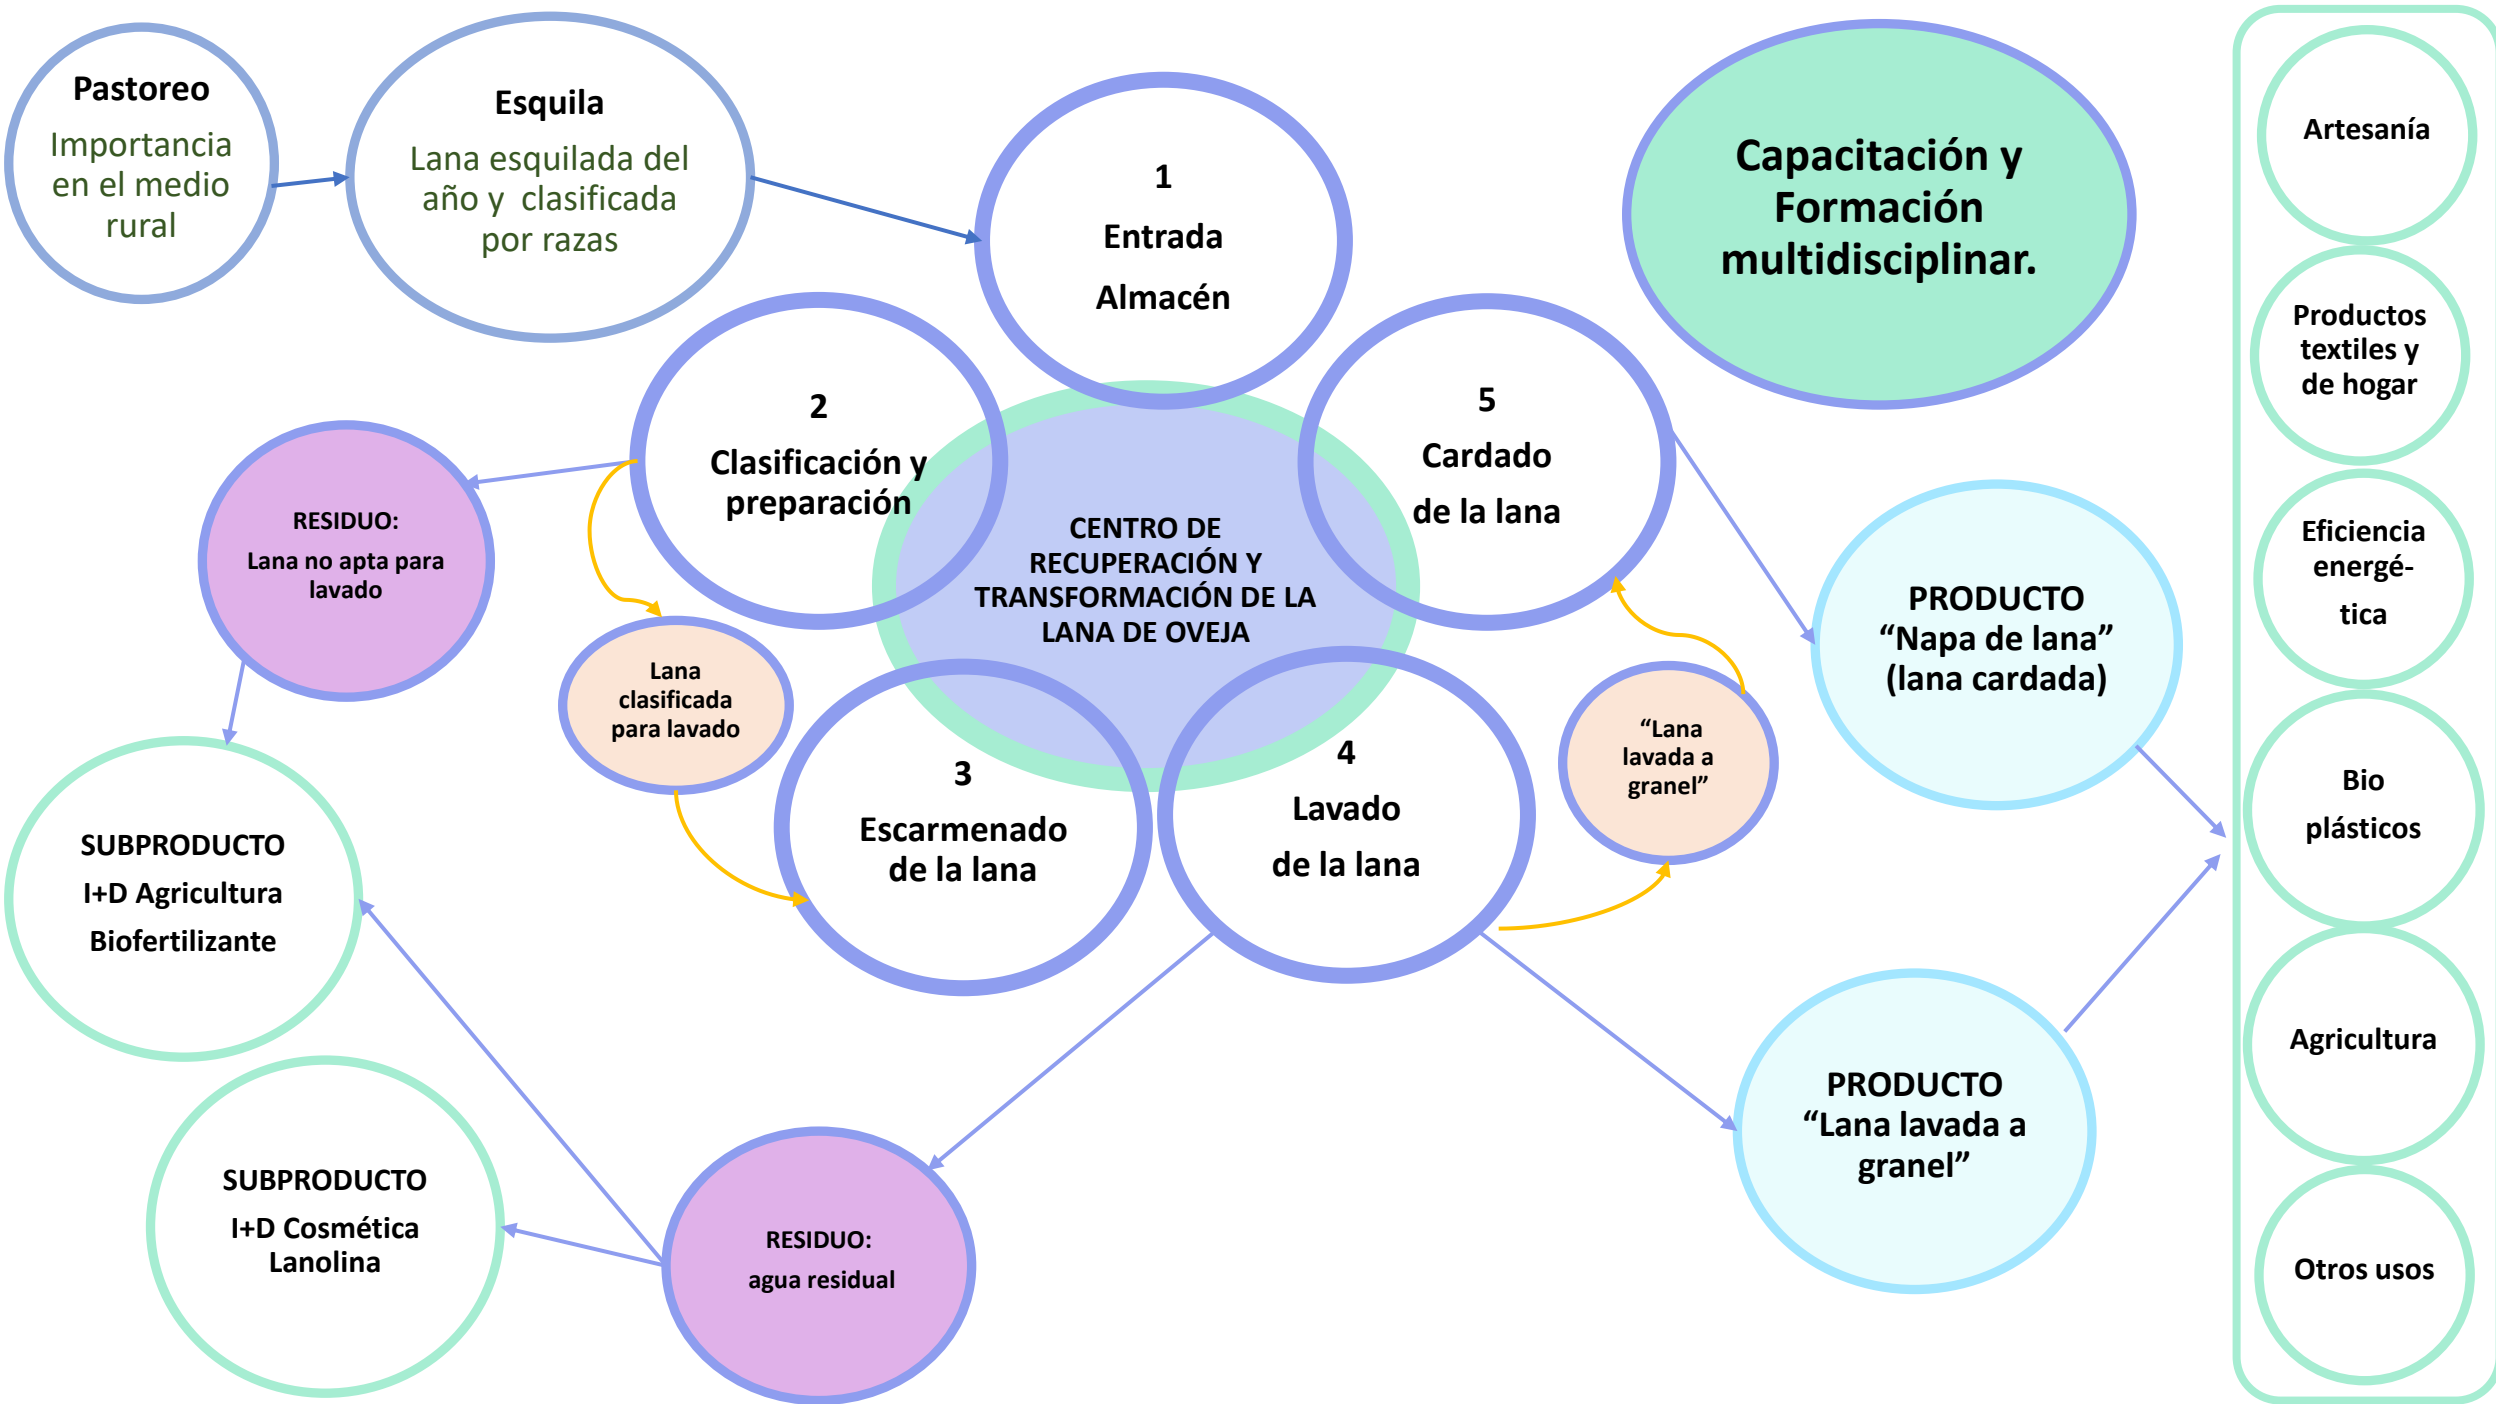 Pastoreo
Importancia
en el medio
rural
Esquila
Lana esquilada del
año y clasificada
por razas
1
Entrada
Almacén
Capacitación y
Formación
multidisciplinar.
2
Clasificación y
preparación
5
Cardado
de la lana
CENTRO DE
RECUPERACIÓN Y
TRANSFORMACIÓN DE LA
LANA DE OVEJA
RESIDUO:
Lana no apta para
lavado
Lana
clasificada
para lavado
3
Escarmenado
de la lana
4
Lavado
de la lana
“Lana
lavada a
granel”
PRODUCTO
“Napa de lana”
(lana cardada)
SUBPRODUCTO
I+D Agricultura
Biofertilizante
SUBPRODUCTO
I+D Cosmética
Lanolina
RESIDUO:
agua residual
PRODUCTO
“Lana lavada a
granel”
Artesanía
Productos
textiles y
de hogar
Eficiencia
energé-
tica
Bio
plásticos
Agricultura
Otros usos